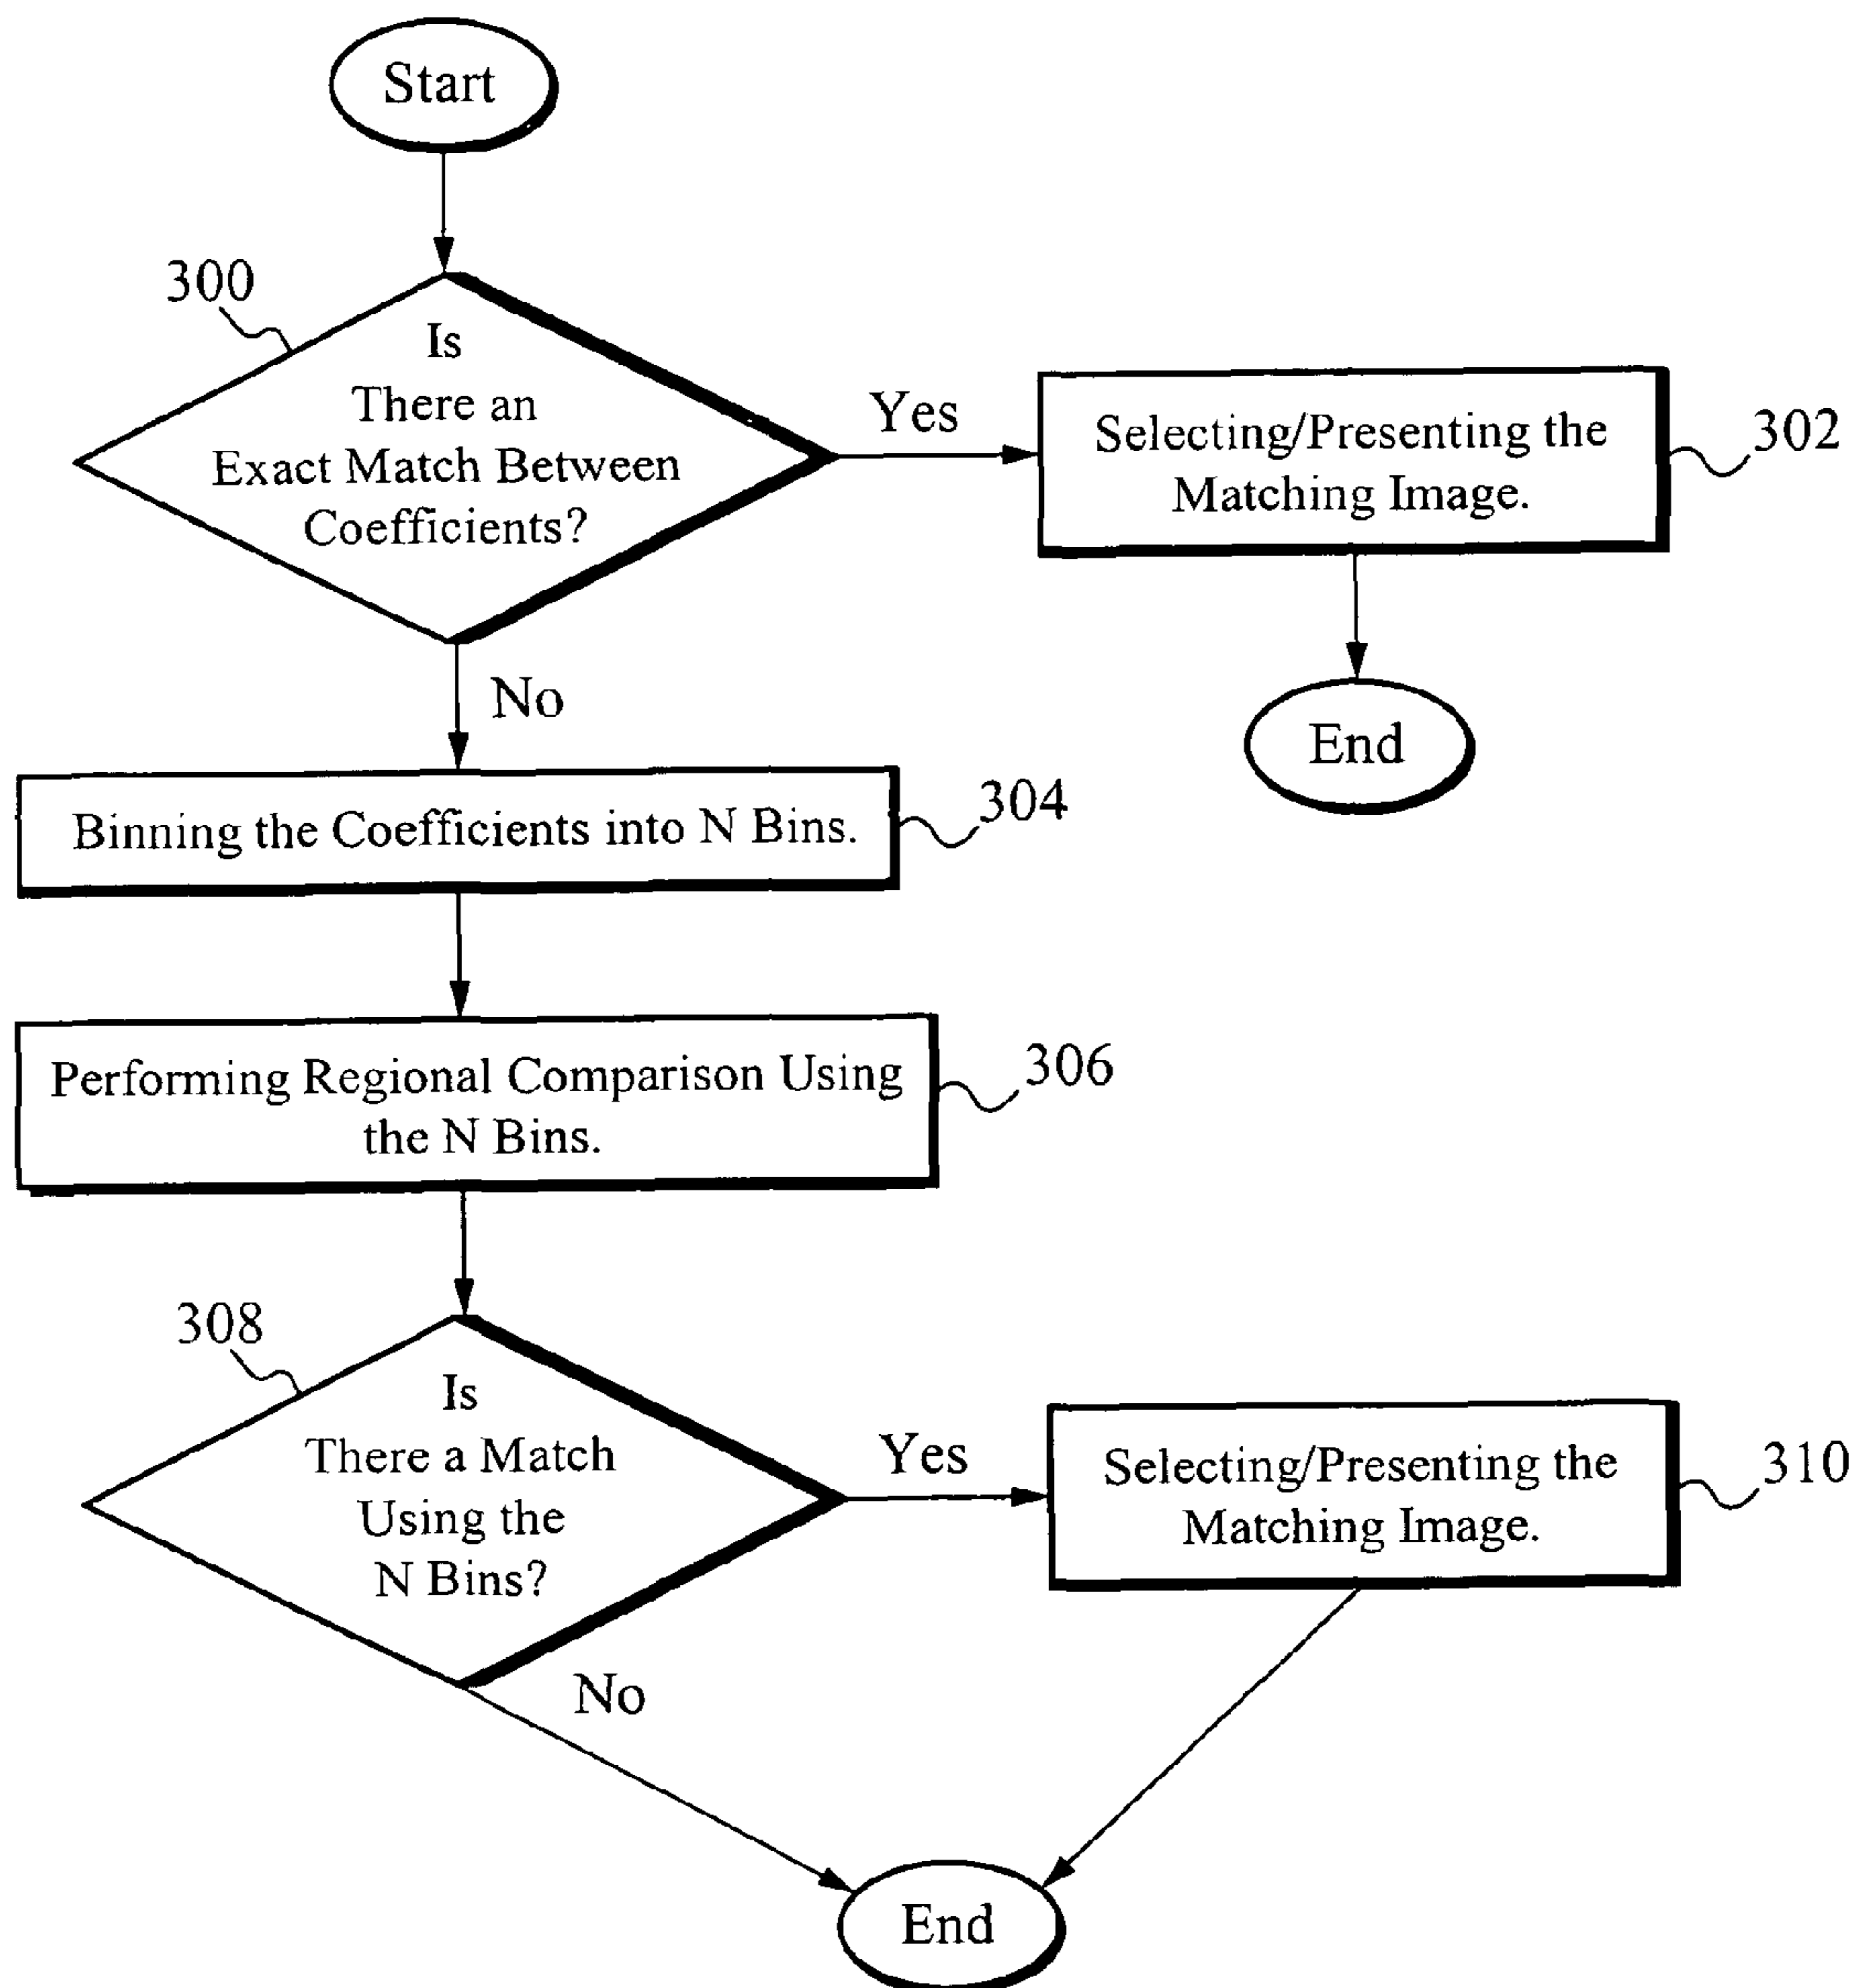 Start
300
Is
There an
Exact Match Between
Coefficients?
Yes
Selecting/Presenting the
Matching Image.
302
No
End
Binning the Coefficients into N Bins.
304
Performing Regional Comparison Using
the N Bins.
306
308
Is
There a Match
Using the
N Bins?
Yes
Selecting/Presenting the
Matching Image.
310
No
End